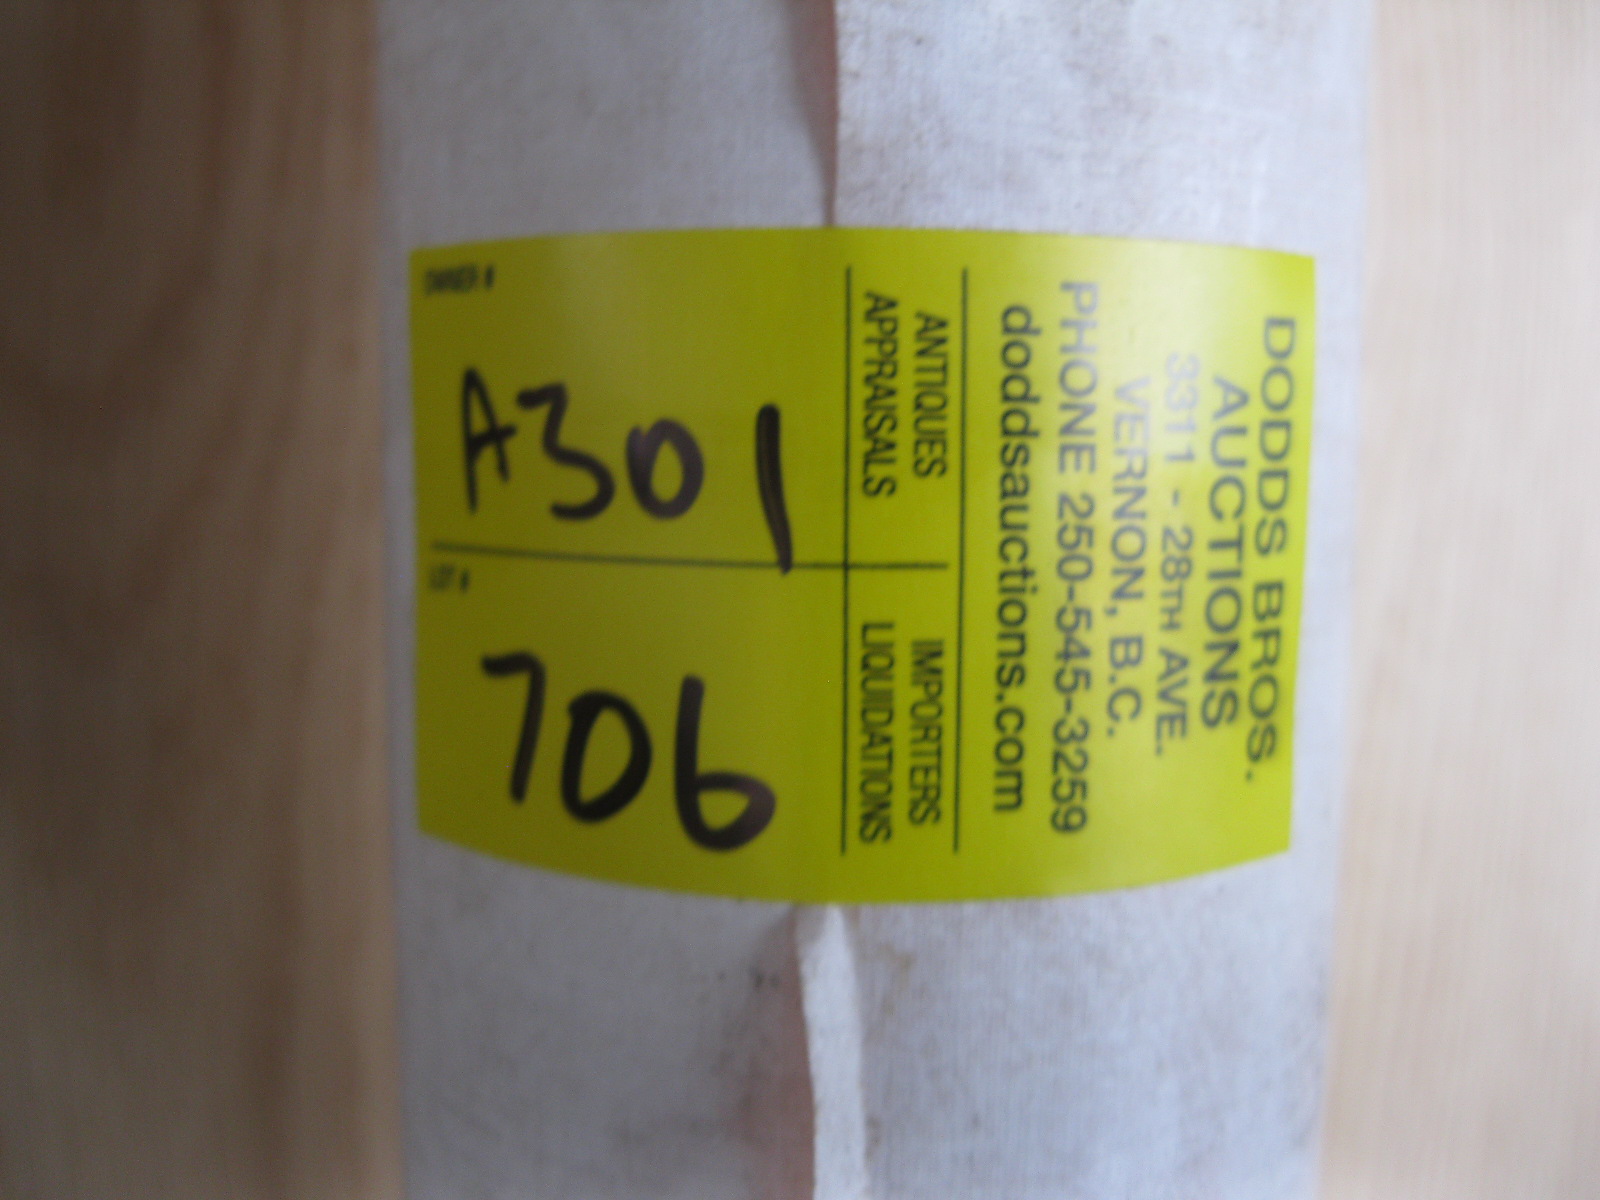 DODDS BROS.
AUCTIONS
3311 - 28TH AVE.
VERNON, B.C.
PHONE 250-545-3259
doddsauctions.com
ANTIQUES
APPRAISALS
IMPORTERS
LIQUIDATIONS
OWNER #
A301
LOT #
706